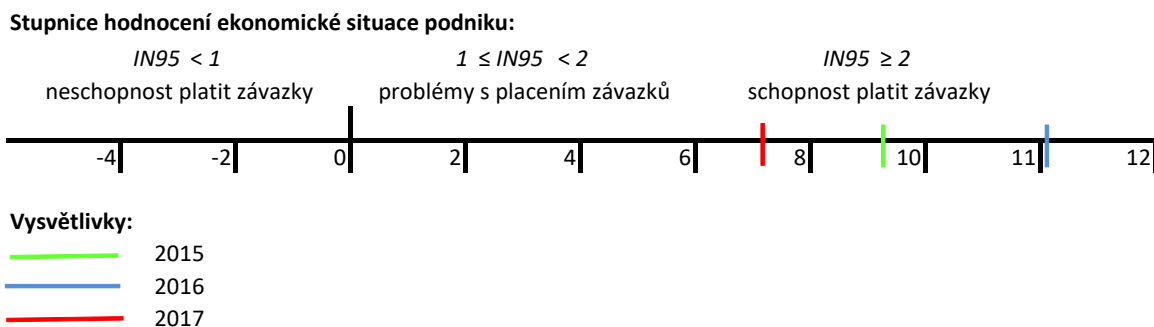 Stupnice hodnocení ekonomické situace podniku:
IN95 < 1 1 ≤ IN95 < 2 IN95 ≥ 2
neschopnost platit závazky problémy s placením závazků schopnost platit závazky
-4 -2 0 2 4 6 8 10 11 12
Vysvětlivky:
2015
2016
2017